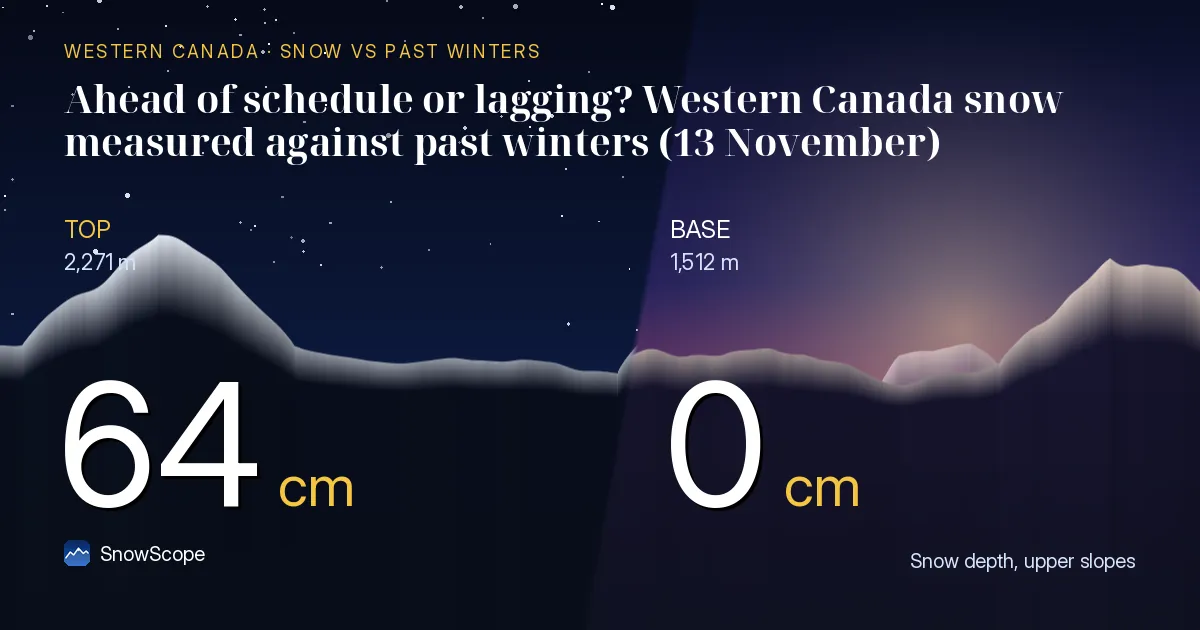 WESTERN CANADA · SNOW VS PAST WINTERS
Ahead of schedule or lagging? Western Canada snow
measured against past winters (13 November)
TOP
2,271 m
64 cm
BASE
1,512 m
0 cm
SnowScope
Snow depth, upper slopes